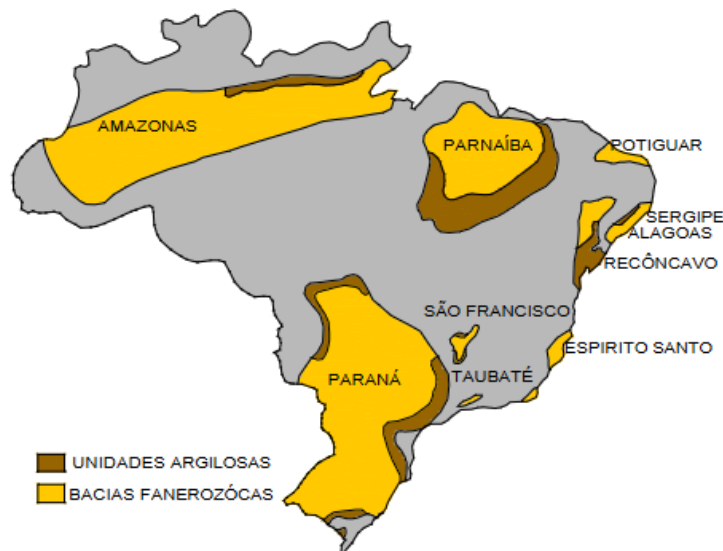 AMAZONAS
PARNAÍBA
POTIGUAR
SERGIPE
ALAGOAS
RECÔNCAVO
SÃO FRANCISCO
ESPIRITO SANTO
PARANÁ
TAUBATÉ
UNIDADES ARGILOSAS
BACIAS FANEROZÓCAS